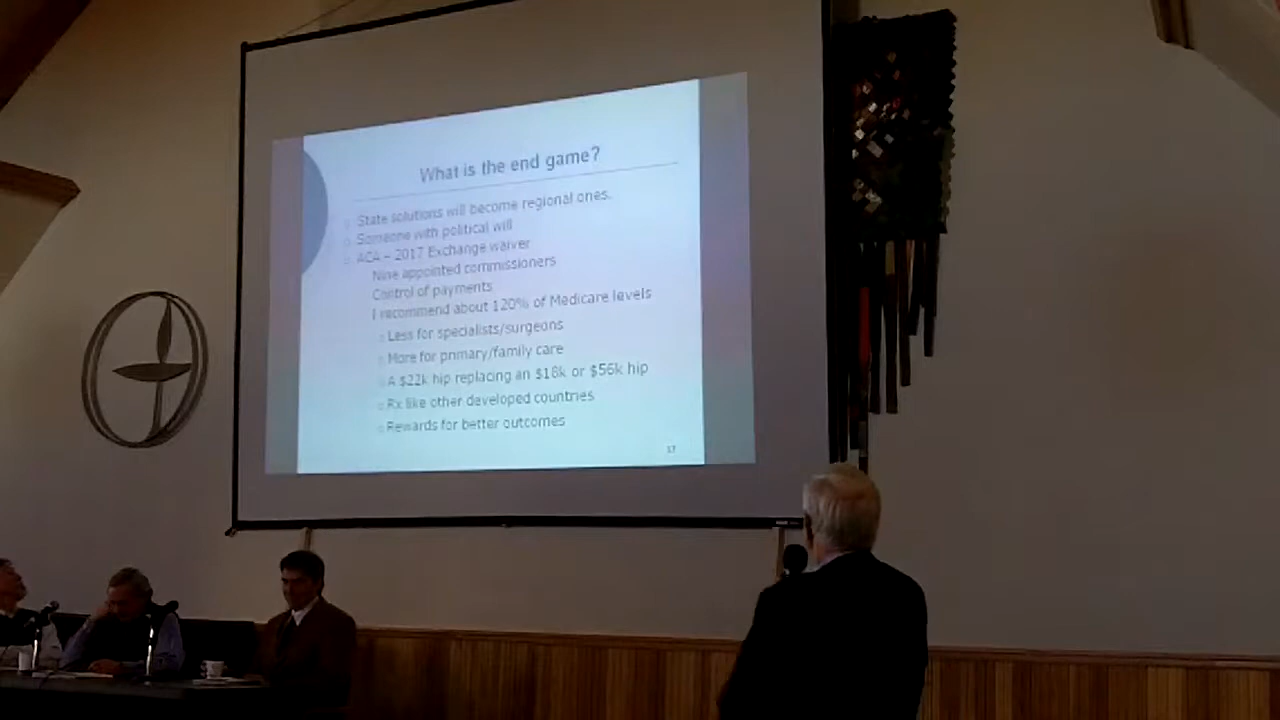 What is the end game?
State solutions will become regional ones.
Someone with political will
ACA – 2017 Exchange waiver
Nine appointed commissioners
Control of payments
I recommend about 120% of Medicare levels
Less for specialists/surgeons
More for primary/family care
A $22k hip replacing an $18k or $56k hip
Rx like other developed countries
Rewards for better outcomes
17